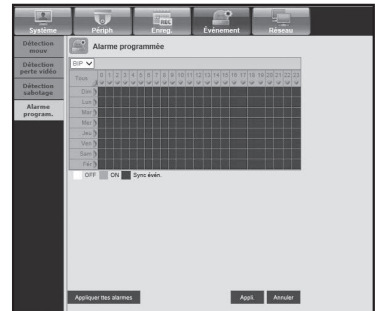 Système Périph Enreg. Événement Réseau
Détection mouv
Détection perte vidéo
Détection sabotage
Alarme program.
Alarme programmée
BIP
Tous 0 1 2 3 4 5 6 7 8 9 10 11 12 13 14 15 16 17 18 19 20 21 22 23
Dim
Lun
Mar
Mer
Jeu
Ven
Sam
Fér
OFF ON Sync évén.
Appliquer ttes alarmes Appl. Annuler